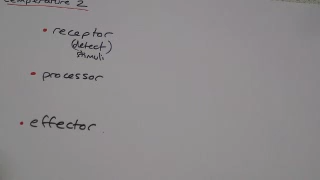 temperature 2
• receptor
(detect)
stimuli
• processor
• effector